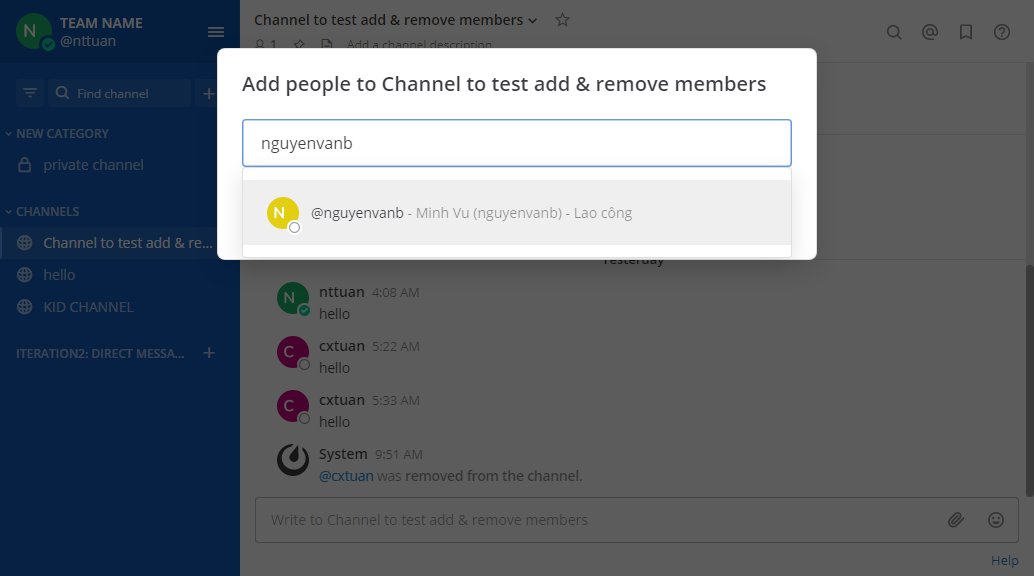 N
TEAM NAME
@nttuan
Find channel
NEW CATEGORY
private channel
CHANNELS
Channel to test add & re...
hello
KID CHANNEL
ITERATION2: DIRECT MESSA...
Channel to test add & remove members
1
Add a channel description
Add people to Channel to test add & remove members
nguyenvanb
N @nguyenvanb - Minh Vu (nguyenvanb) - Lao công
Yesterday
N nttuan 4:08 AM
hello
C cxtuan 5:22 AM
hello
C cxtuan 5:33 AM
hello
System 9:51 AM
@cxtuan was removed from the channel.
Write to Channel to test add & remove members
Help